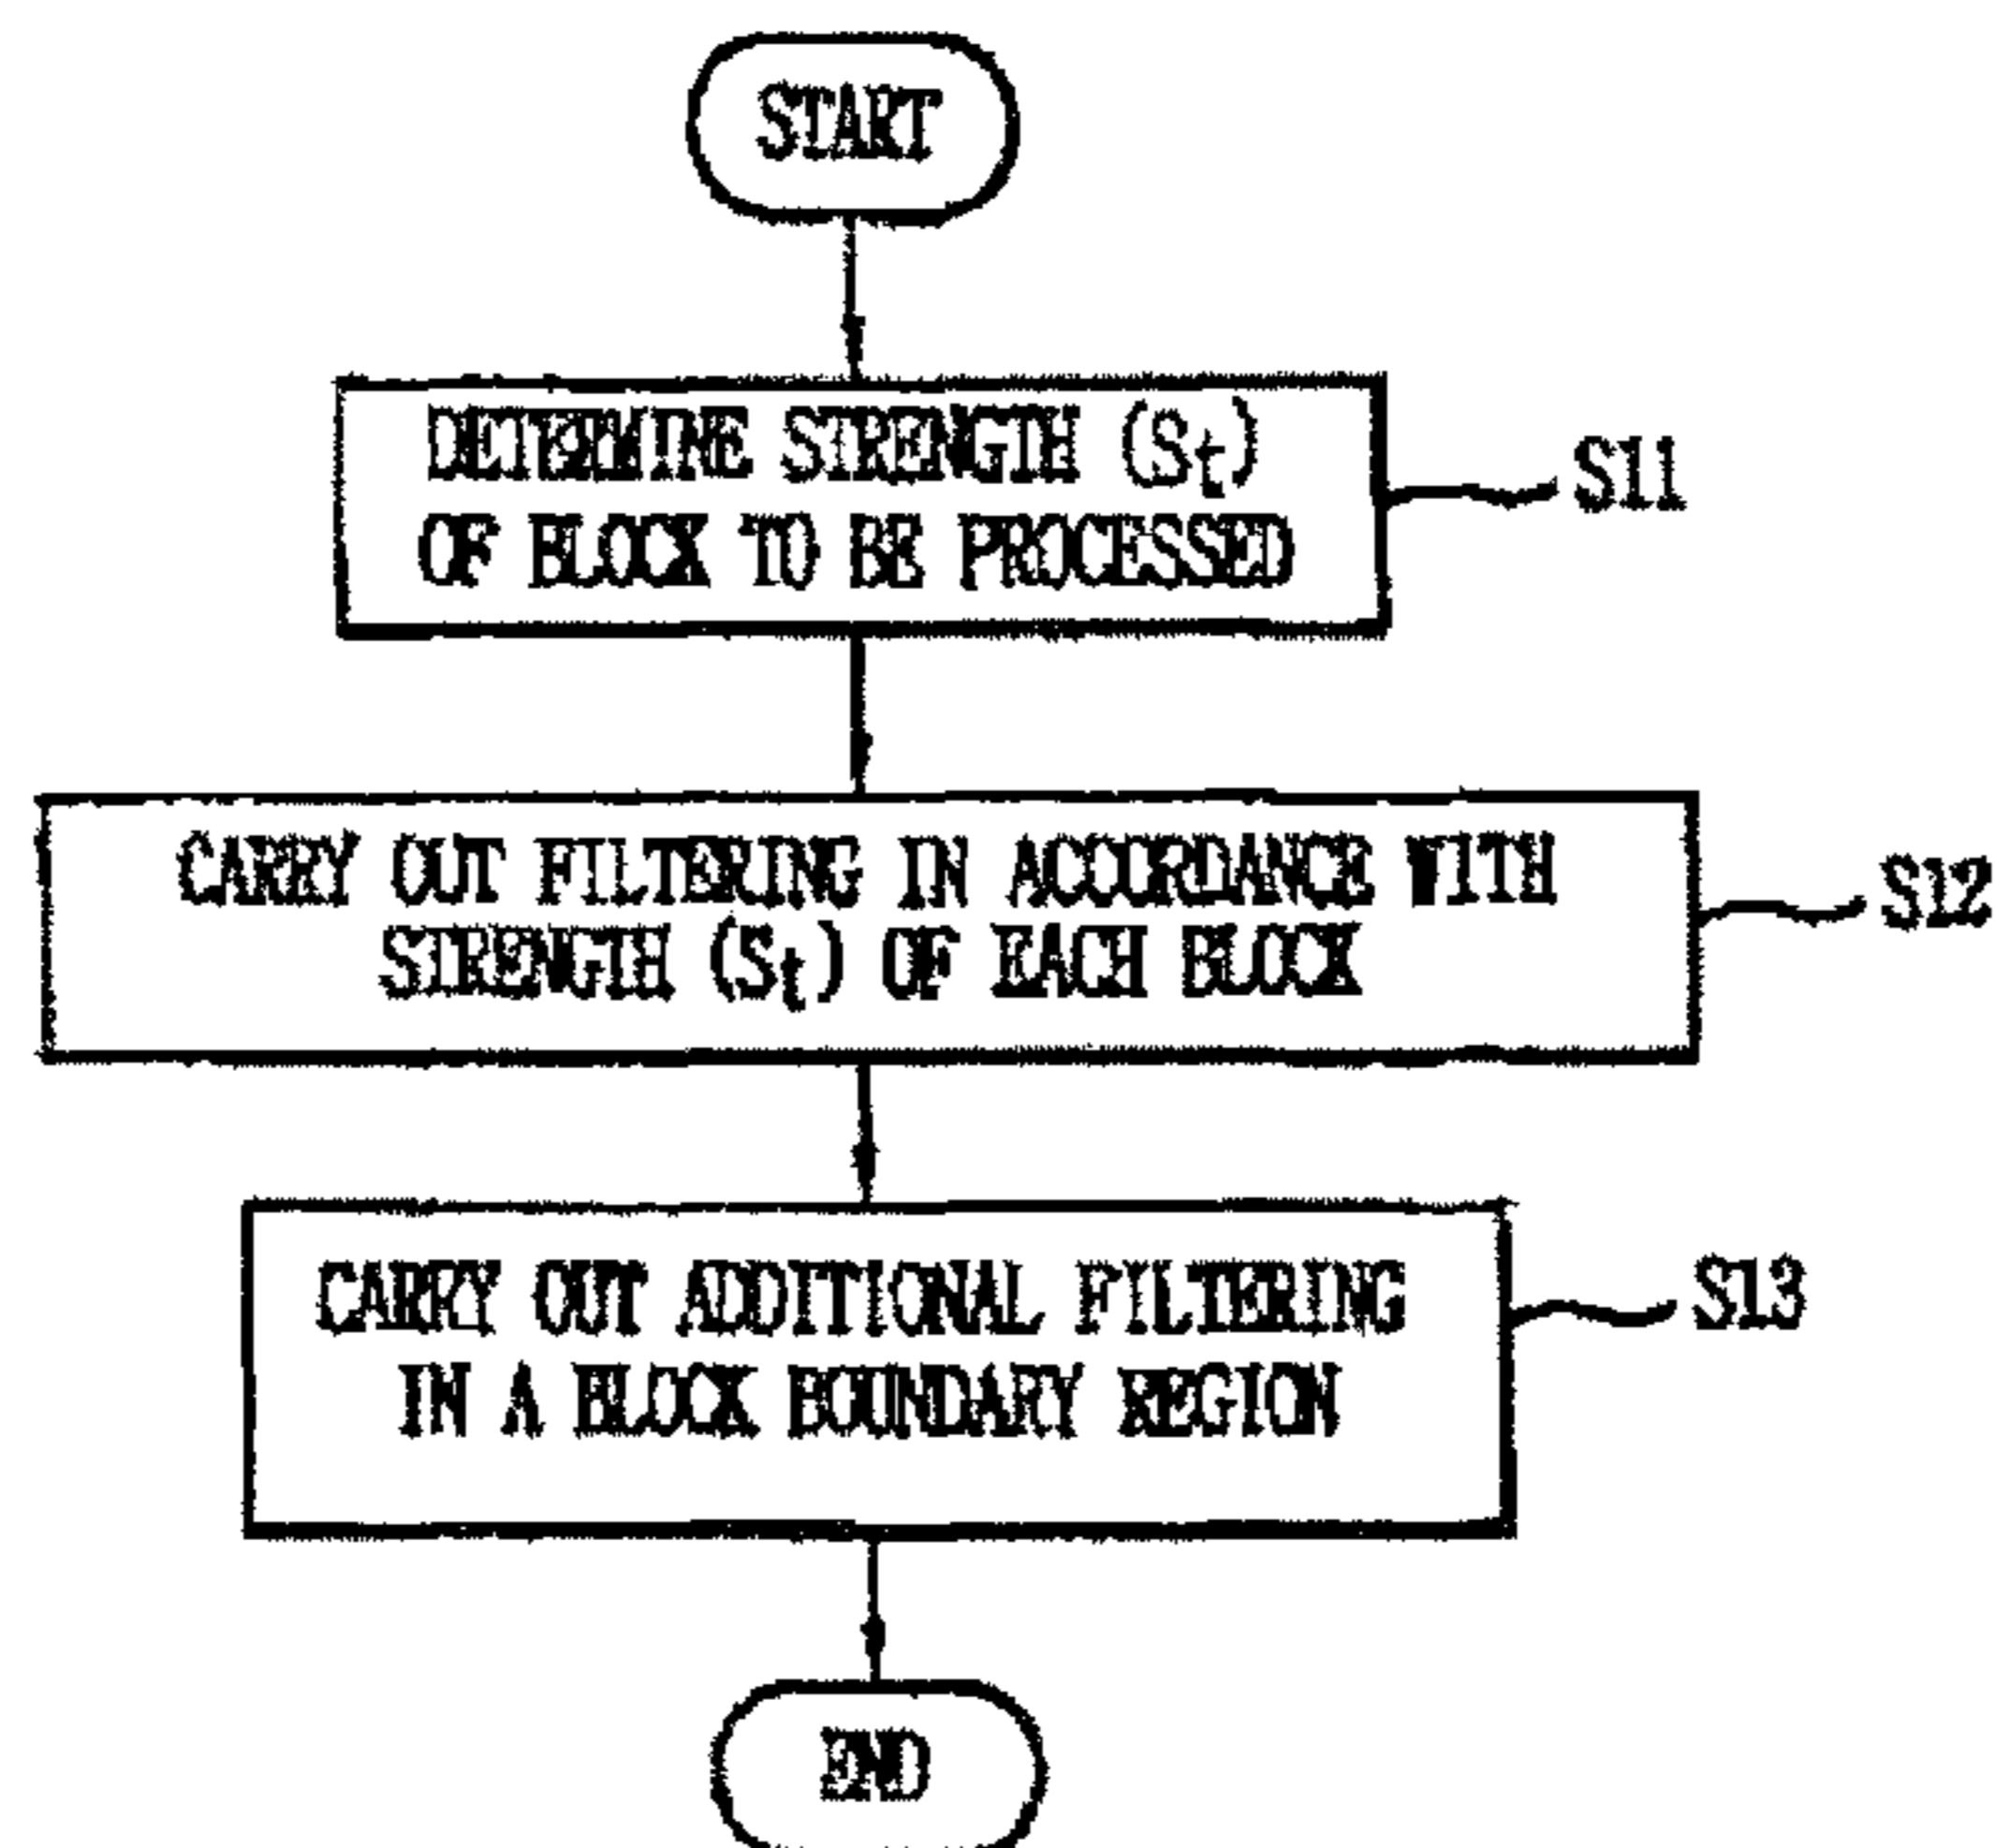 START
DETERMINE STRENGTH (St)
OF BLOCK TO BE PROCESSED
S11
CARRY OUT FILTERING IN ACCORDANCE WITH
STRENGTH (St) OF EACH BLOCK
S12
CARRY OUT ADDITIONAL FILTERING
IN A BLOCK BOUNDARY REGION
S13
END